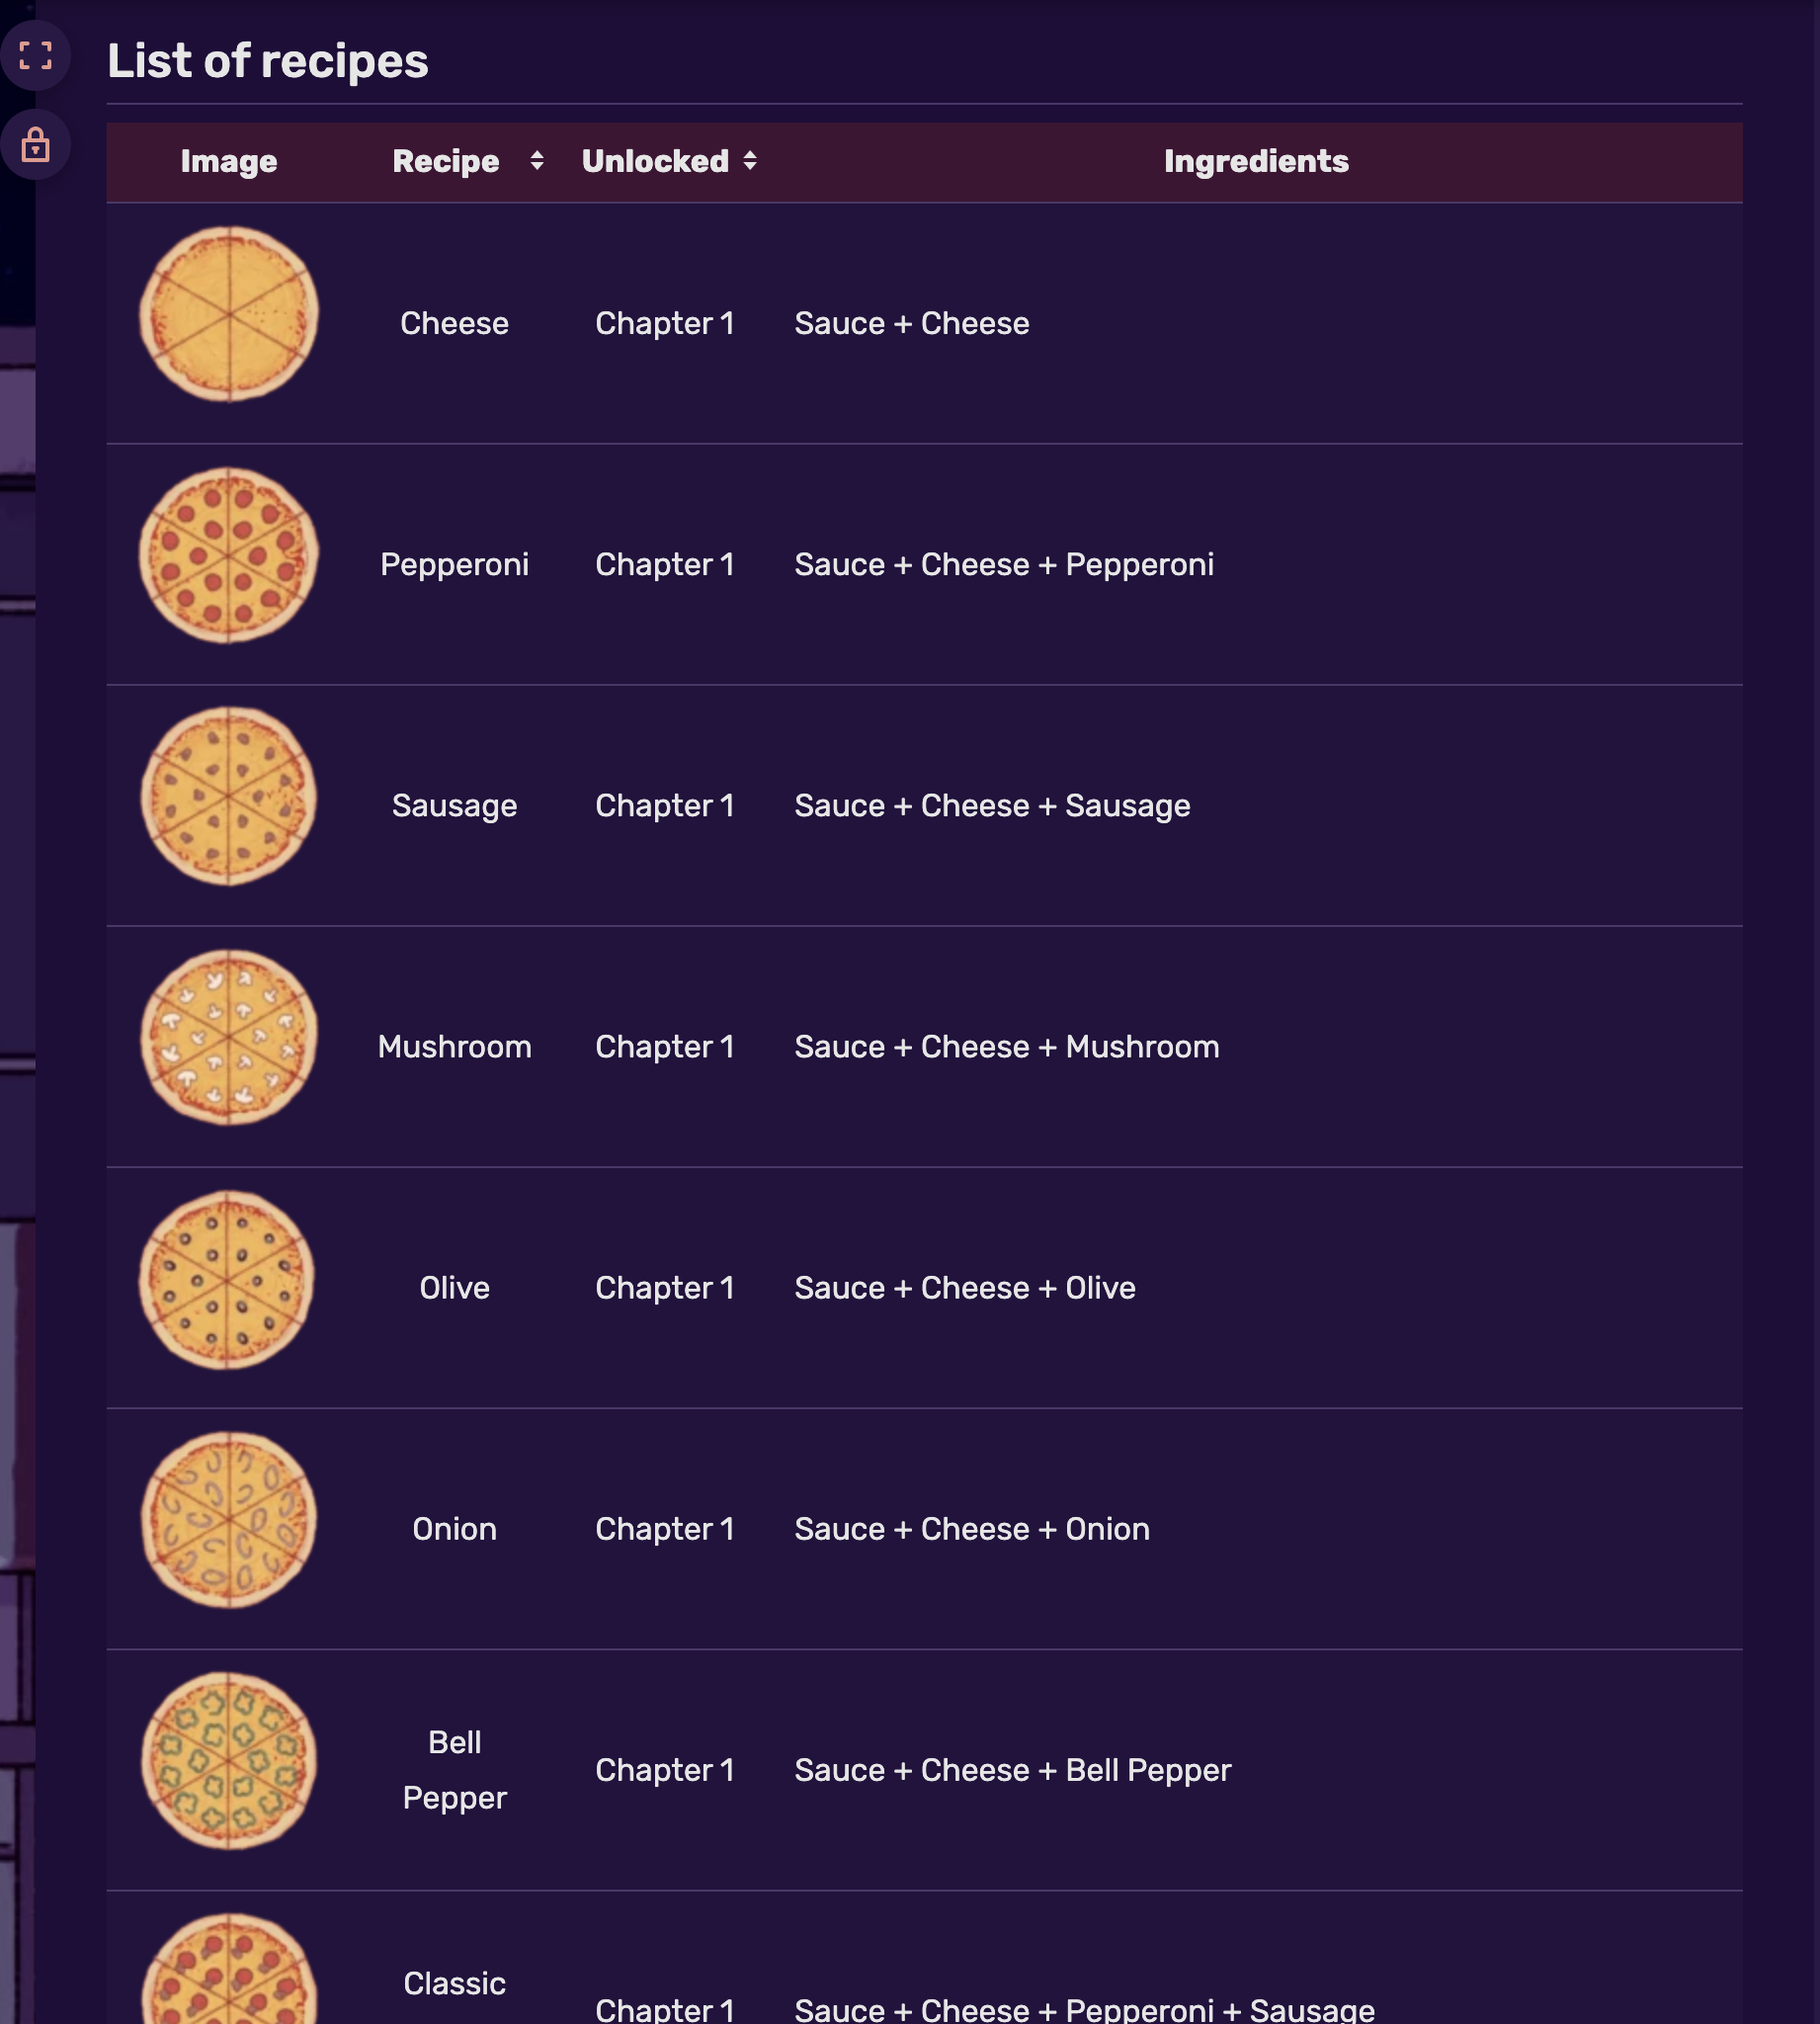 List of recipes
Image Recipe Unlocked Ingredients
Cheese Chapter 1 Sauce + Cheese
Pepperoni Chapter 1 Sauce + Cheese + Pepperoni
Sausage Chapter 1 Sauce + Cheese + Sausage
Mushroom Chapter 1 Sauce + Cheese + Mushroom
Olive Chapter 1 Sauce + Cheese + Olive
Onion Chapter 1 Sauce + Cheese + Onion
Bell
Pepper
Chapter 1 Sauce + Cheese + Bell Pepper
Classic
Chapter 1 Sauce + Cheese + Pepperoni + Sausage